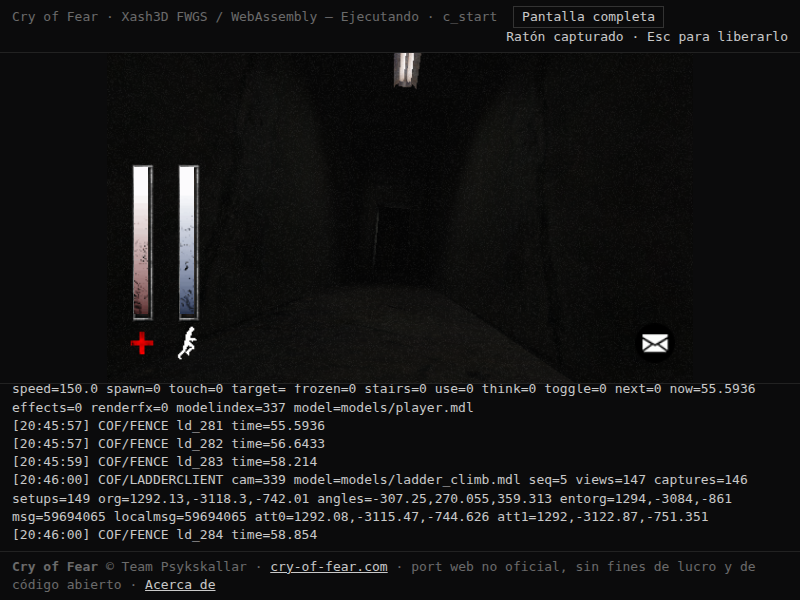 Cry of Fear · Xash3D FWGS / WebAssembly — Ejecutando · c_start
Pantalla completa
Ratón capturado · Esc para liberarlo
speed=150.0 spawn=0 touch=0 target= frozen=0 stairs=0 use=0 think=0 toggle=0 next=0 now=55.5936
effects=0 renderfx=0 modelindex=337 model=models/player.mdl
[20:45:57] COF/FENCE ld_281 time=55.5936
[20:45:57] COF/FENCE ld_282 time=56.6433
[20:45:59] COF/FENCE ld_283 time=58.214
[20:46:00] COF/LADDERCLIENT cam=339 model=models/ladder_climb.mdl seq=5 views=147 captures=146
setups=149 org=1292.13,-3118.3,-742.01 angles=-307.25,270.055,359.313 entorg=1294,-3084,-861
msg=59694065 localmsg=59694065 att0=1292.08,-3115.47,-744.626 att1=1292,-3122.87,-751.351
[20:46:00] COF/FENCE ld_284 time=58.854
Cry of Fear © Team Psykskallar · cry-of-fear.com · port web no oficial, sin fines de lucro y de
código abierto · Acerca de